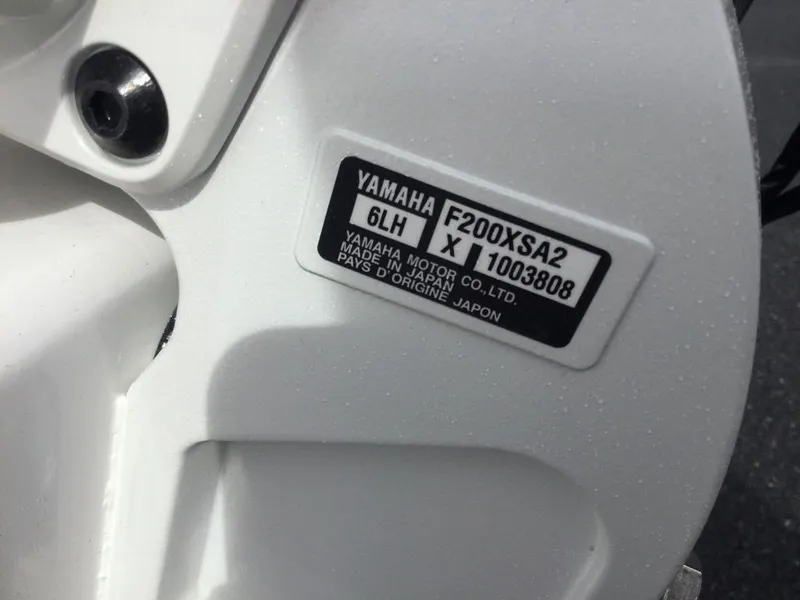 YAMAHA F200XSA2
6LH X 1003808
YAMAHA MOTOR CO.,LTD.
MADE IN JAPAN
PAYS D'ORIGINE JAPON